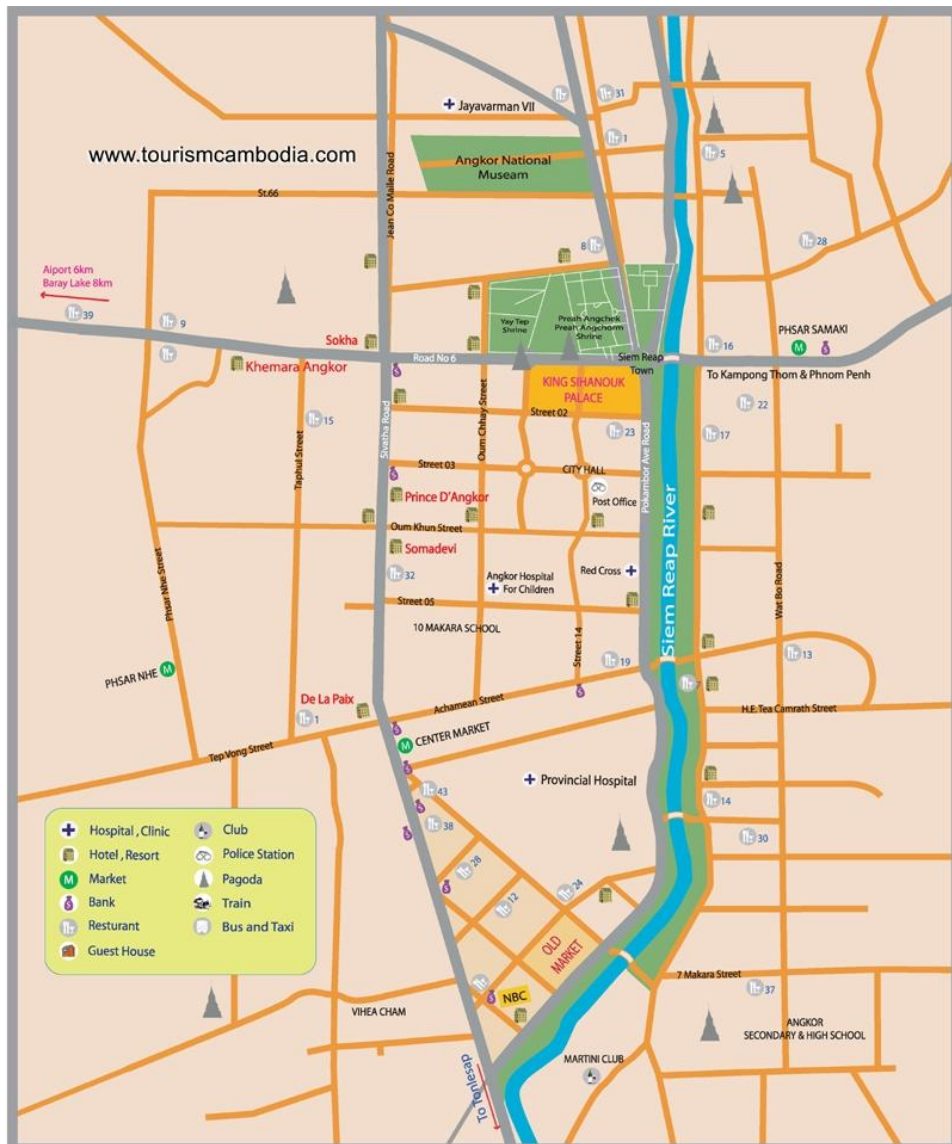 Jayavarman VII
31
1
5
www.tourismcambodia.com
Angkor National
Museam
Jean Co Maile Road
St.66
8
28
Aiport 6km
Baray Lake 8km
39
9
Yay Tep
Shrine
Preah Angchek
Preah Angchorm
Shrine
PHSAR SAMAKI
16
Sokha
Khemara Angkor
Road No 6
Siem Reap
Town
To Kampong Thom & Phnom Penh
KING SIHANOUK
PALACE
Street 02
22
15
23
17
Taphul Street
Sivatha Road
Oum Chhay Street
Pokambor Ave Road
Street 03
CITY HALL
Prince D'Angkor
Post Office
Oum Khun Street
Somadevi
32
Angkor Hospital
For Children
Red Cross
Siem Reap River
Wat Bo Road
Phsar Nhe Street
Street 05
10 MAKARA SCHOOL
Street 14
19
13
PHSAR NHE
De La Paix
1
Achamean Street
7
H.E. Tea Camrath Street
Tep Vong Street
CENTER MARKET
Provincial Hospital
43
14
38
30
Hospital ,Clinic
Hotel , Resort
Market
Bank
Resturant
Guest House
Club
Police Station
Pagoda
Train
Bus and Taxi
28
12
24
OLD
MARKET
NBC
7 Makara Street
37
VIHEA CHAM
ANGKOR
SECONDARY & HIGH SCHOOL
MARTINI CLUB
To Tonlesap